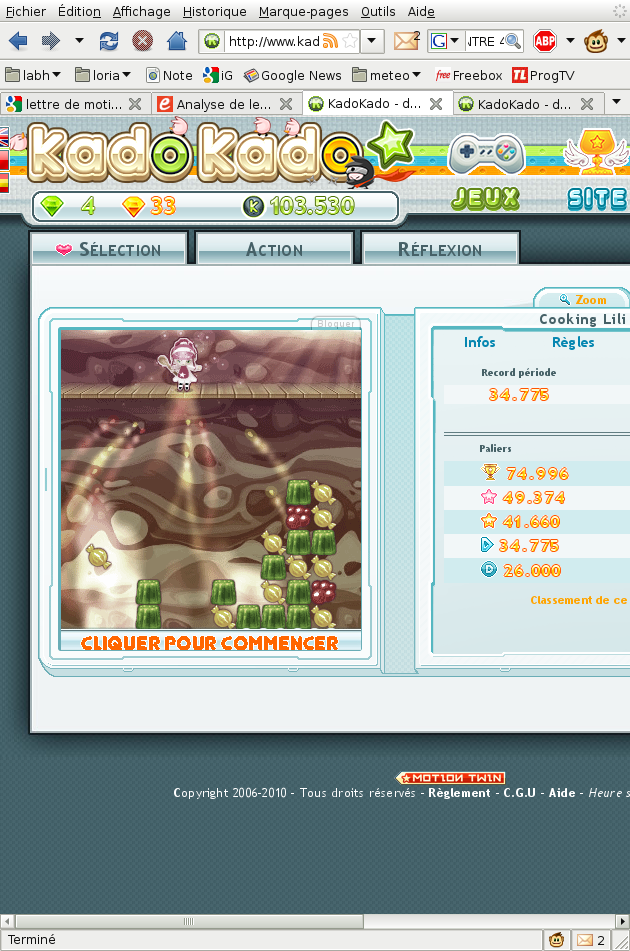 Fichier Édition Affichage Historique Marque-pages Outils Aide
http://www.kad
NTRE 4
2
ABP
labh loria Note iG Google News meteo free Freebox TL ProgTV
lettre de moti... Analyse de le... KadoKado - d... KadoKado - d...
KadoKado
JEUX SITE
4 33 K 103.530
SÉLECTION ACTION RÉFLEXION
Zoom
Bloquer
Cooking Lili
Infos Règles
Record période
34.775
Paliers
74.996
49.374
41.660
34.775
26.000
Classement de ce
CLIQUER POUR COMMENCER
MOTION TWIN
Copyright 2006-2010 - Tous droits réservés - Règlement - C.G.U - Aide - Heure s
Terminé
2